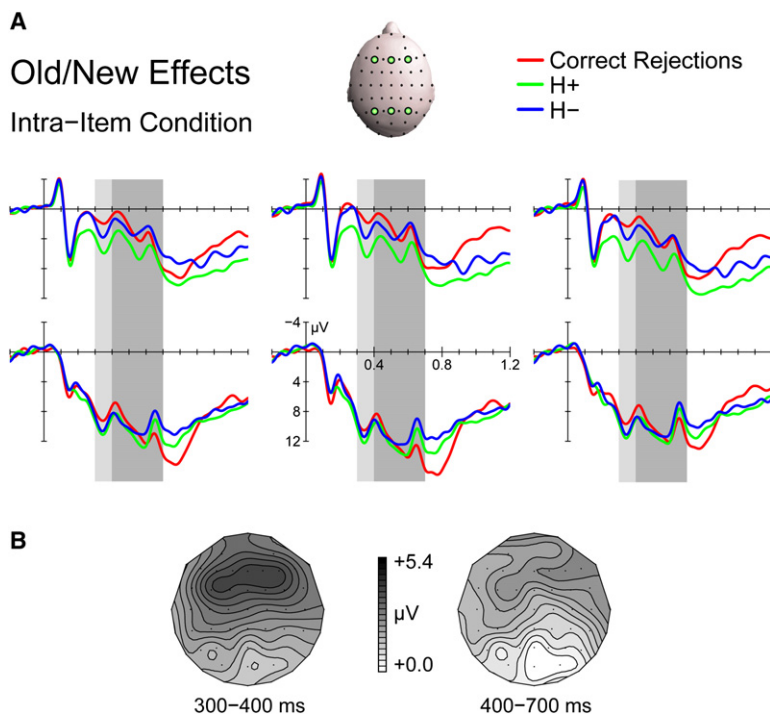 A
Old/New Effects
Intra−Item Condition
Correct Rejections
H+
H−
−4
µV
0.4
0.8
1.2
4
8
12
B
+5.4
µV
+0.0
300−400 ms
400−700 ms